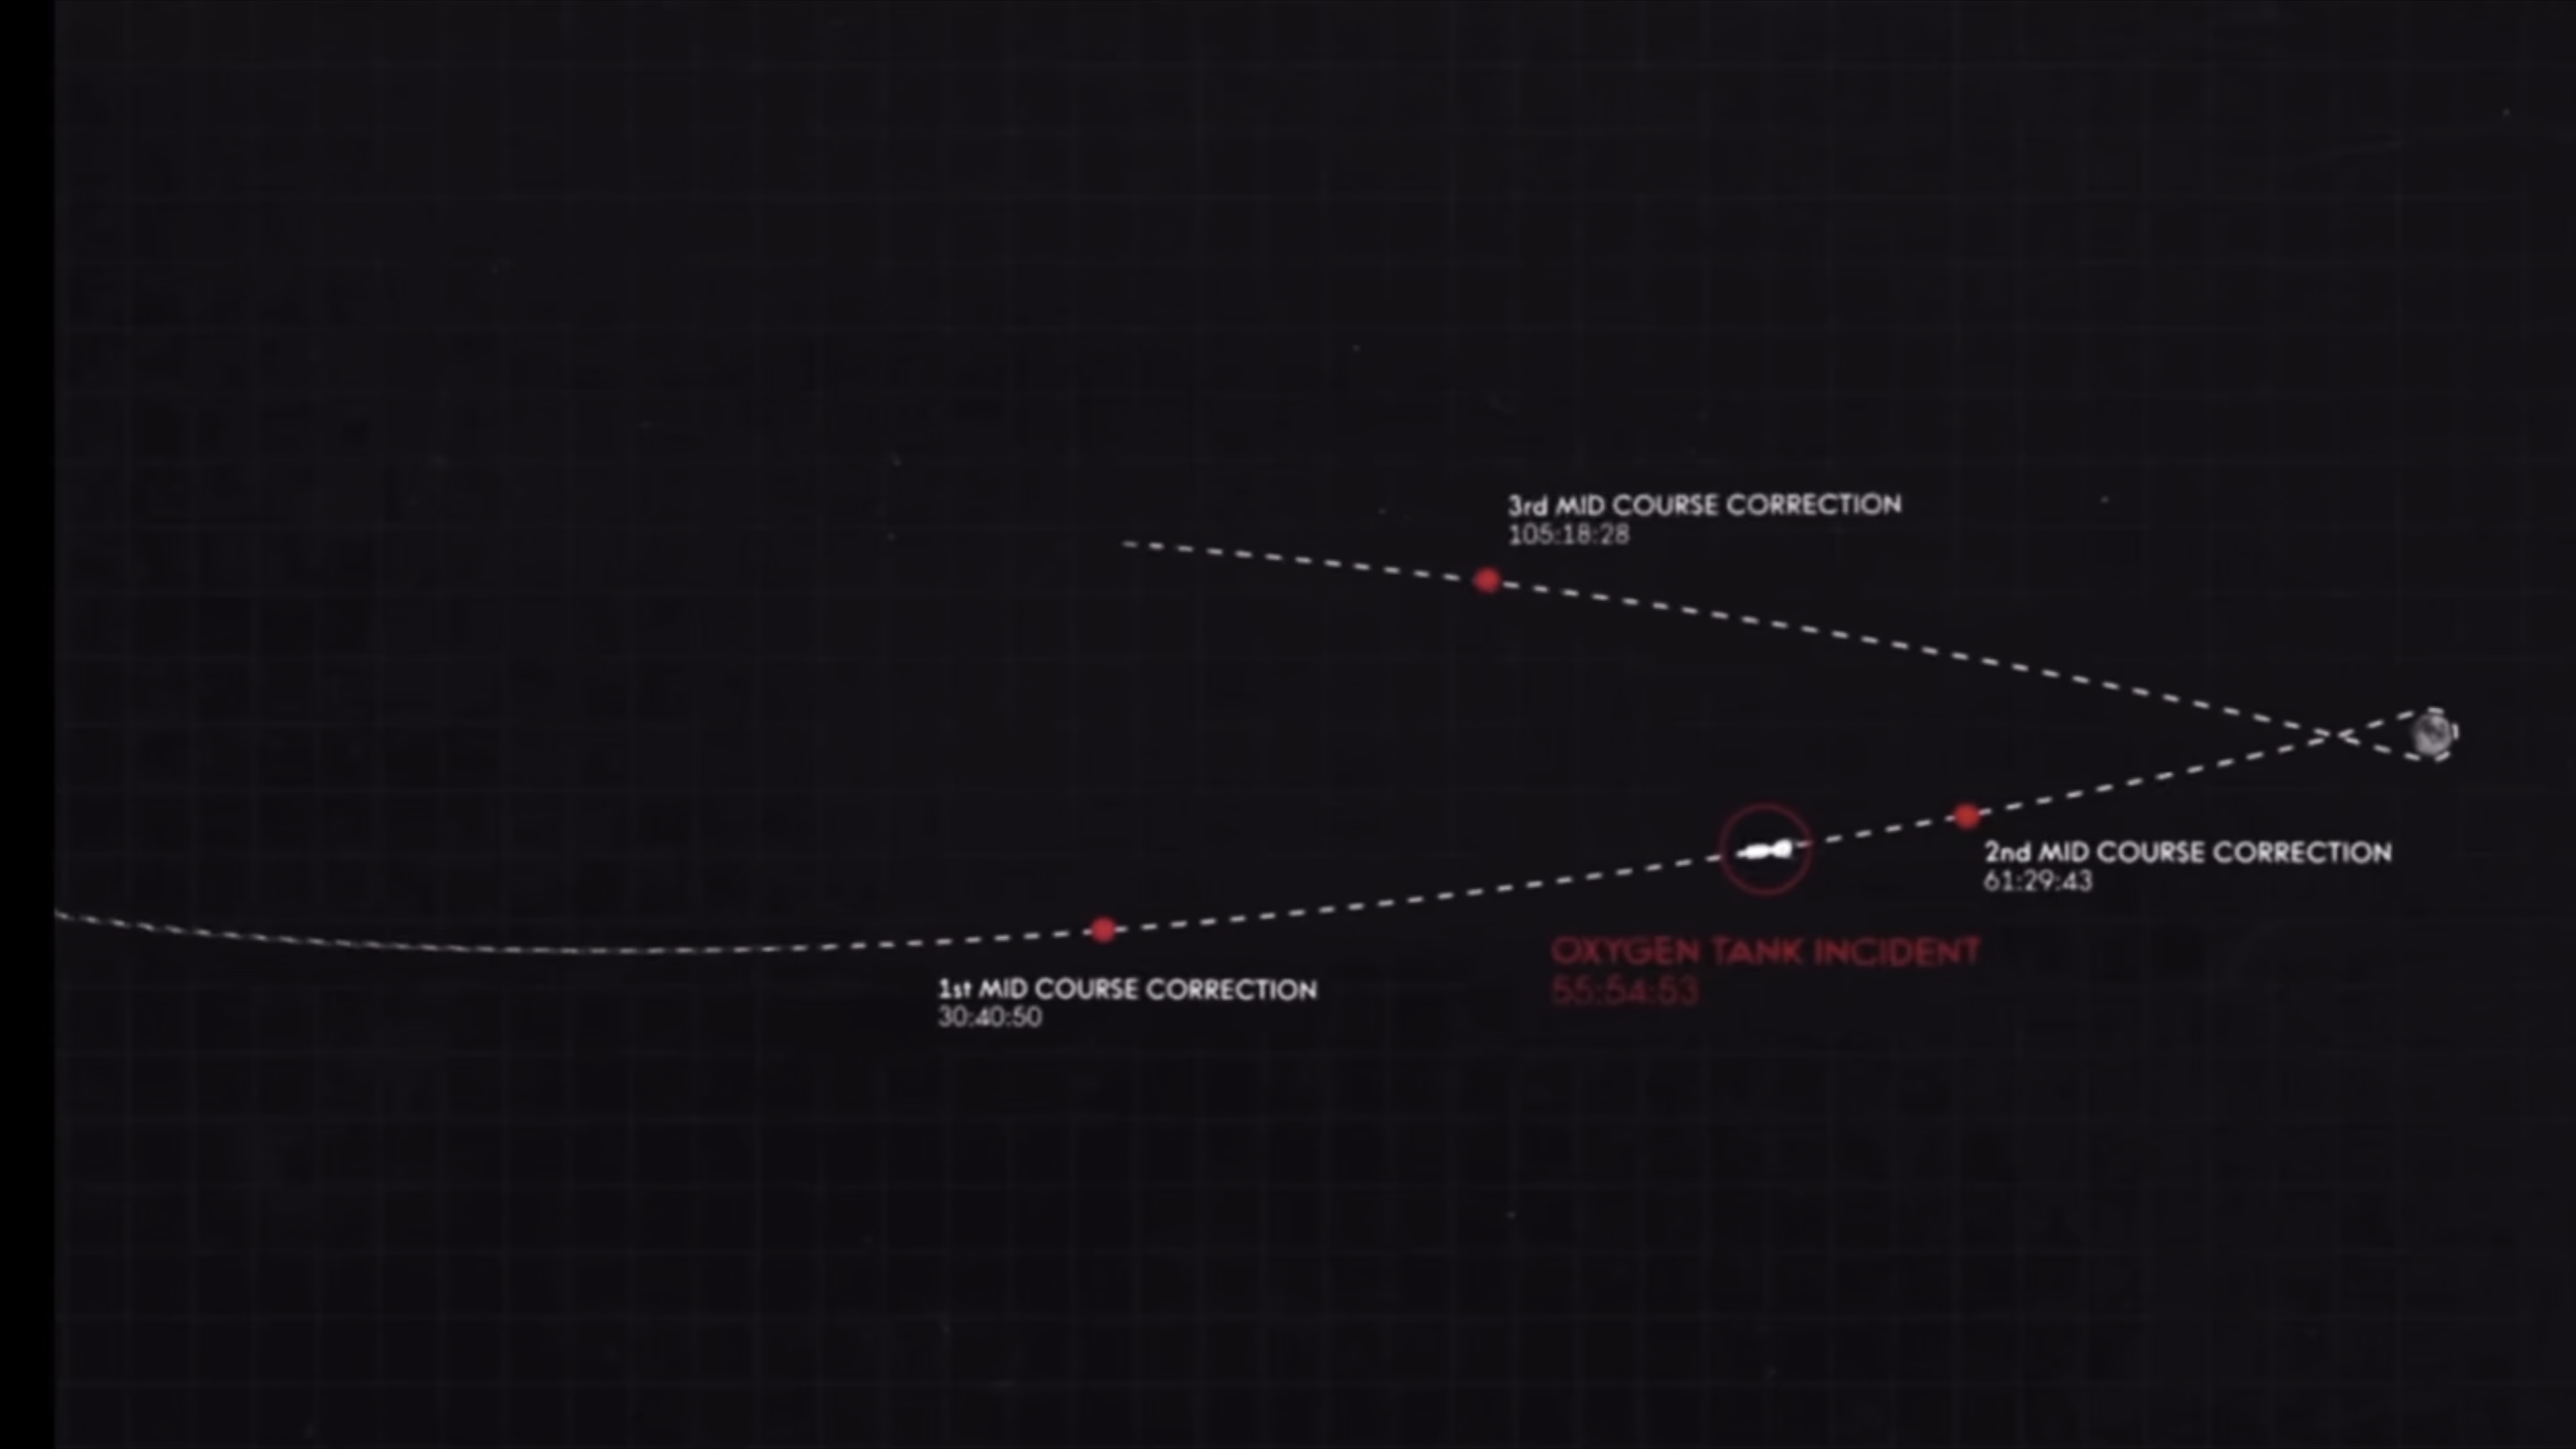 3rd MID COURSE CORRECTION
105:18:28
2nd MID COURSE CORRECTION
61:29:43
OXYGEN TANK INCIDENT
55:54:53
1st MID COURSE CORRECTION
30:40:50